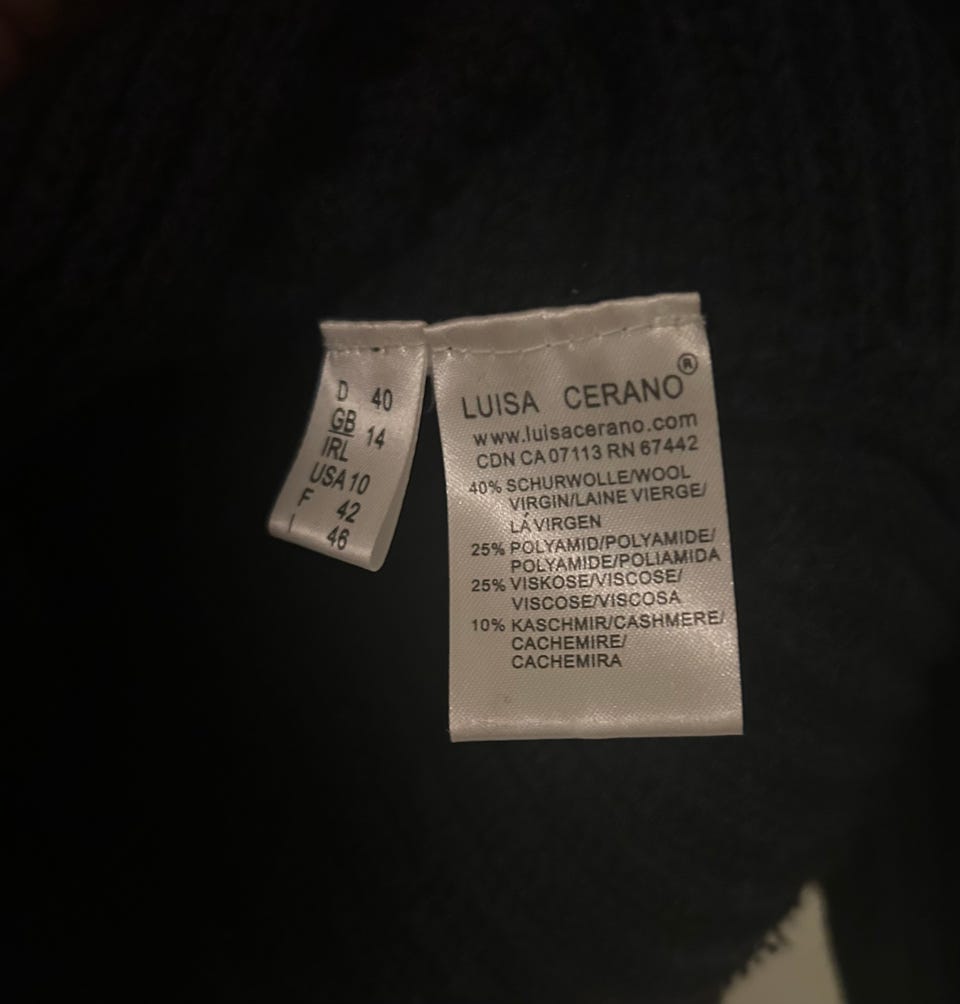 D 40
GB 14
IRL
USA 10
F 42
I 46
LUISA CERANO®
www.luisacerano.com
CDN CA 07113 RN 67442
40% SCHURWOLLE/WOOL
VIRGIN/LAINE VIERGE/
LÁ VIRGEN
25% POLYAMID/POLYAMIDE/
POLYAMIDE/POLIAMIDA
25% VISKOSE/VISCOSE/
VISCOSE/VISCOSA
10% KASCHMIR/CASHMERE/
CACHEMIRE/
CACHEMIRA